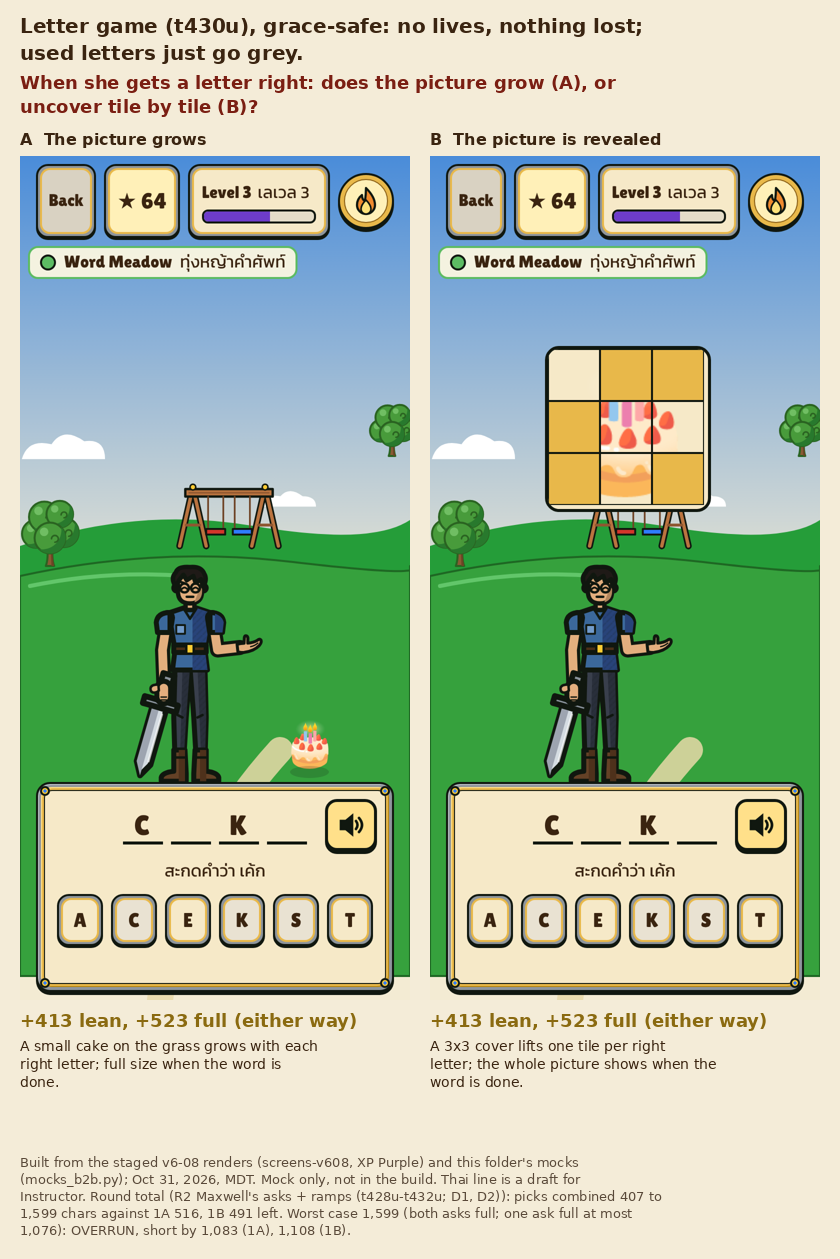 Letter game (t430u), grace-safe: no lives, nothing lost;
used letters just go grey.
When she gets a letter right: does the picture grow (A), or
uncover tile by tile (B)?
A The picture grows
Back
★ 64
Level 3 เลเวล 3
Word Meadow ทุ่งหญ้าคำศัพท์
C K
สะกดคำว่า เค้ก
A C E K S T
+413 lean, +523 full (either way)
A small cake on the grass grows with each
right letter; full size when the word is
done.
B The picture is revealed
Back
★ 64
Level 3 เลเวล 3
Word Meadow ทุ่งหญ้าคำศัพท์
C K
สะกดคำว่า เค้ก
A C E K S T
+413 lean, +523 full (either way)
A 3x3 cover lifts one tile per right
letter; the whole picture shows when the
word is done.
Built from the staged v6-08 renders (screens-v608, XP Purple) and this folder's mocks
(mocks_b2b.py); Oct 31, 2026, MDT. Mock only, not in the build. Thai line is a draft for
Instructor. Round total (R2 Maxwell's asks + ramps (t428u-t432u; D1, D2)): picks combined 407 to
1,599 chars against 1A 516, 1B 491 left. Worst case 1,599 (both asks full; one ask full at most
1,076): OVERRUN, short by 1,083 (1A), 1,108 (1B).